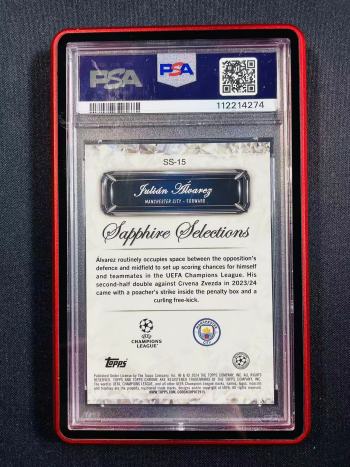 PSA
PSA
112214274
SS-15
Julián Álvarez
MANCHESTER CITY - FORWARD
Sapphire Selections
Álvarez routinely occupies space between the opposition's
defence and midfield to set up scoring chances for himself
and teammates in the UEFA Champions League. His
second-half double against Crvena Zvezda in 2023/24
came with a poacher's strike inside the penalty box and a
curling free-kick.
UEFA
CHAMPIONS
LEAGUE
Topps